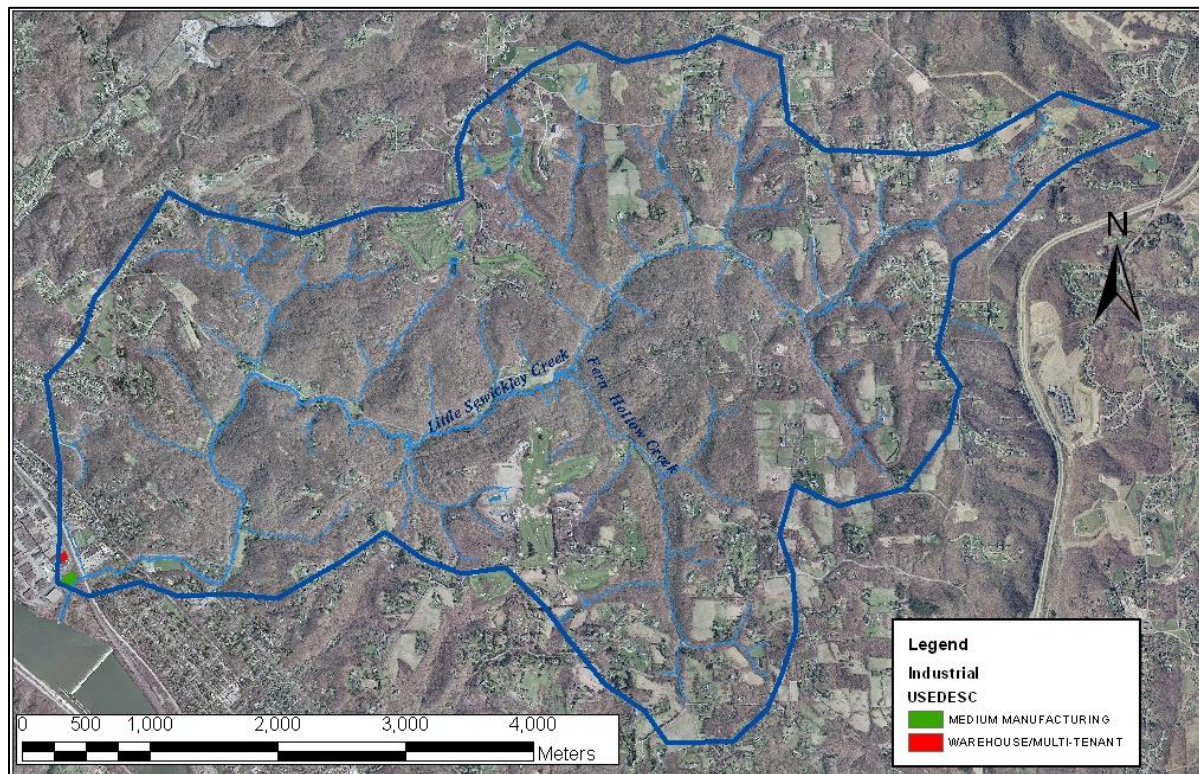 N
Little Sewickley Creek
Fern Hollow Creek
Legend
Industrial
USEDESC
MEDIUM MANUFACTURING
WAREHOUSE/MULTI-TENANT
0 500 1,000 2,000 3,000 4,000
Meters